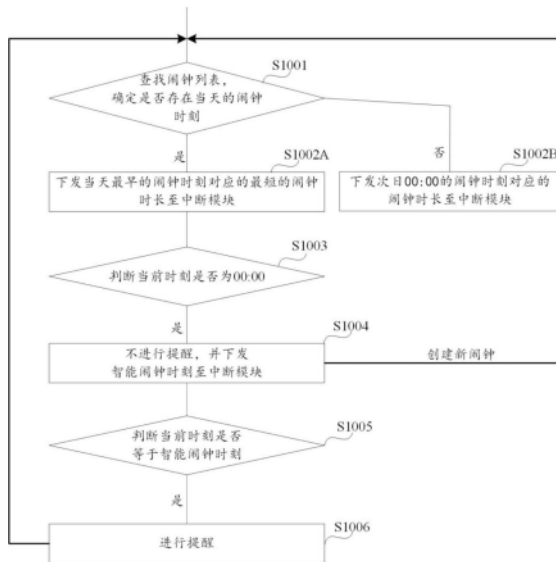 S1001
查找闹钟列表，
确定是否存在当天的闹钟
时刻
是
否
S1002A
S1002B
下发当天最早的闹钟时刻对应的最短的闹钟
时长至中断模块
下发次日00:00的闹钟时刻对应的
闹钟时长至中断模块
S1003
判断当前时刻是否为00:00
是
S1004
不进行提醒，并下发
智能闹钟时刻至中断模块
创建新闹钟
S1005
判断当前时刻是否
等于智能闹钟时刻
是
S1006
进行提醒